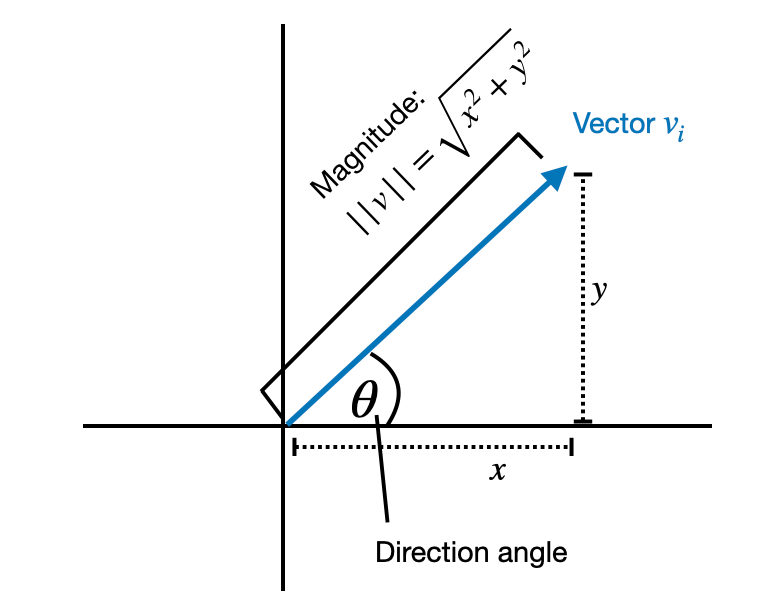 Magnitude:
||v|| = √x² + y²
Vector vᵢ
y
θ
x
Direction angle